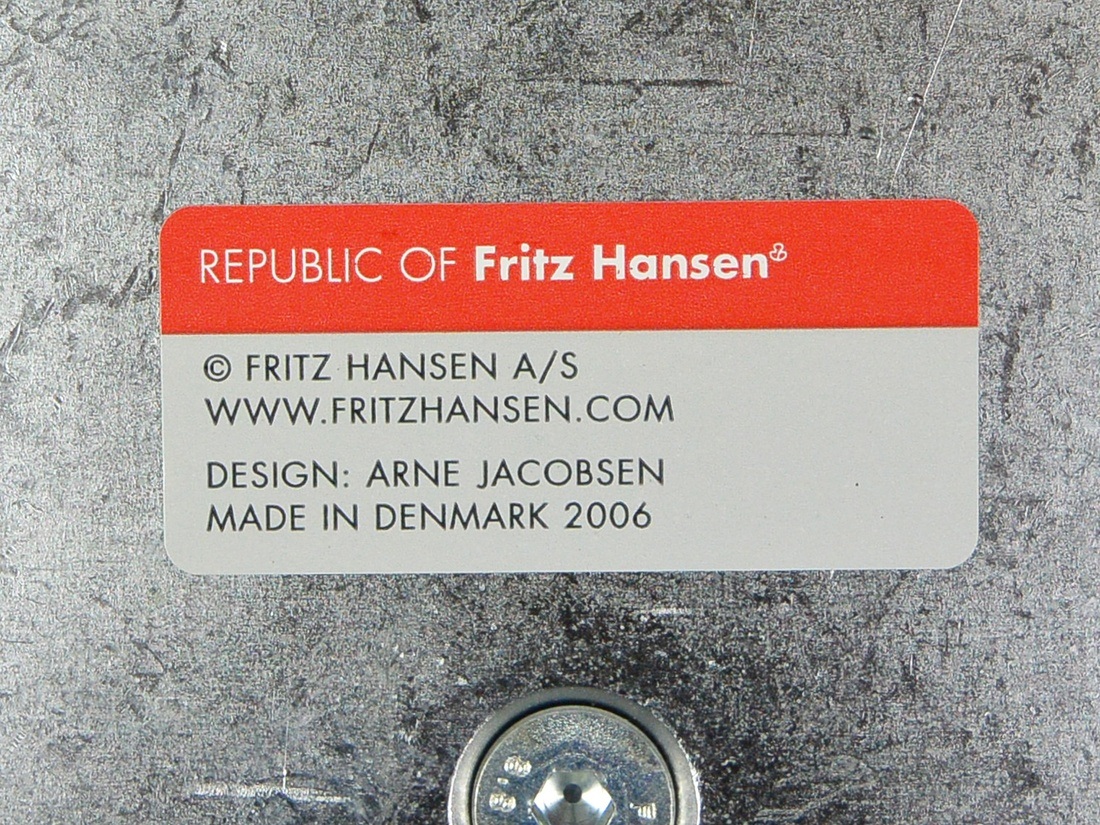 REPUBLIC OF Fritz Hansen
© FRITZ HANSEN A/S
WWW.FRITZHANSEN.COM
DESIGN: ARNE JACOBSEN
MADE IN DENMARK 2006